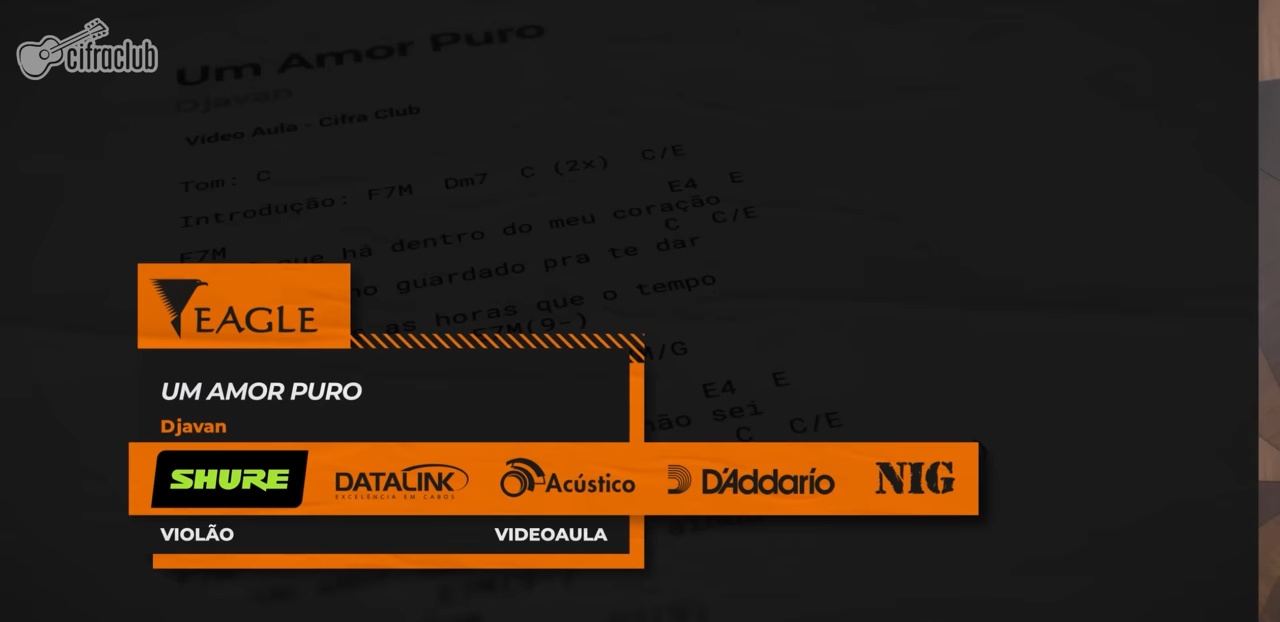 cifraclub
Um Amor Puro
Djavan
Vídeo Aula - Cifra Club
Tom: C
Introdução: F7M Dm7 C (2x) C/E
E4 E
F7M
que há dentro do meu coração
C C/E
guardado pra te dar
as horas que o tempo
F7M(9-)
M/G
E4 E
não sei
C C/E
EAGLE
UM AMOR PURO
Djavan
SHURE DATALINK EXCELÊNCIA EM CABOS Acústico D'Addario NIG
VIOLÃO VIDEOAULA